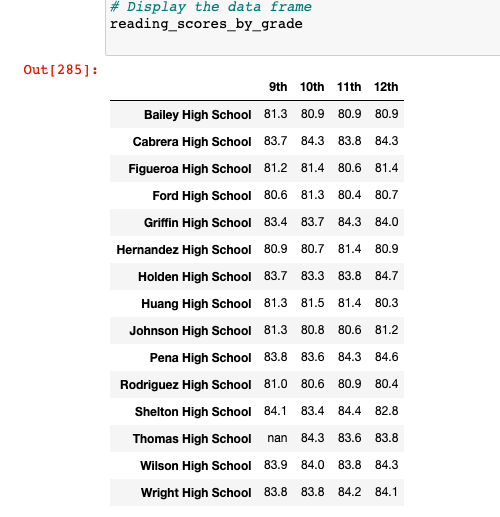 # Display the data frame
reading_scores_by_grade
Out[285]:
9th 10th 11th 12th
Bailey High School 81.3 80.9 80.9 80.9
Cabrera High School 83.7 84.3 83.8 84.3
Figueroa High School 81.2 81.4 80.6 81.4
Ford High School 80.6 81.3 80.4 80.7
Griffin High School 83.4 83.7 84.3 84.0
Hernandez High School 80.9 80.7 81.4 80.9
Holden High School 83.7 83.3 83.8 84.7
Huang High School 81.3 81.5 81.4 80.3
Johnson High School 81.3 80.8 80.6 81.2
Pena High School 83.8 83.6 84.3 84.6
Rodriguez High School 81.0 80.6 80.9 80.4
Shelton High School 84.1 83.4 84.4 82.8
Thomas High School nan 84.3 83.6 83.8
Wilson High School 83.9 84.0 83.8 84.3
Wright High School 83.8 83.8 84.2 84.1